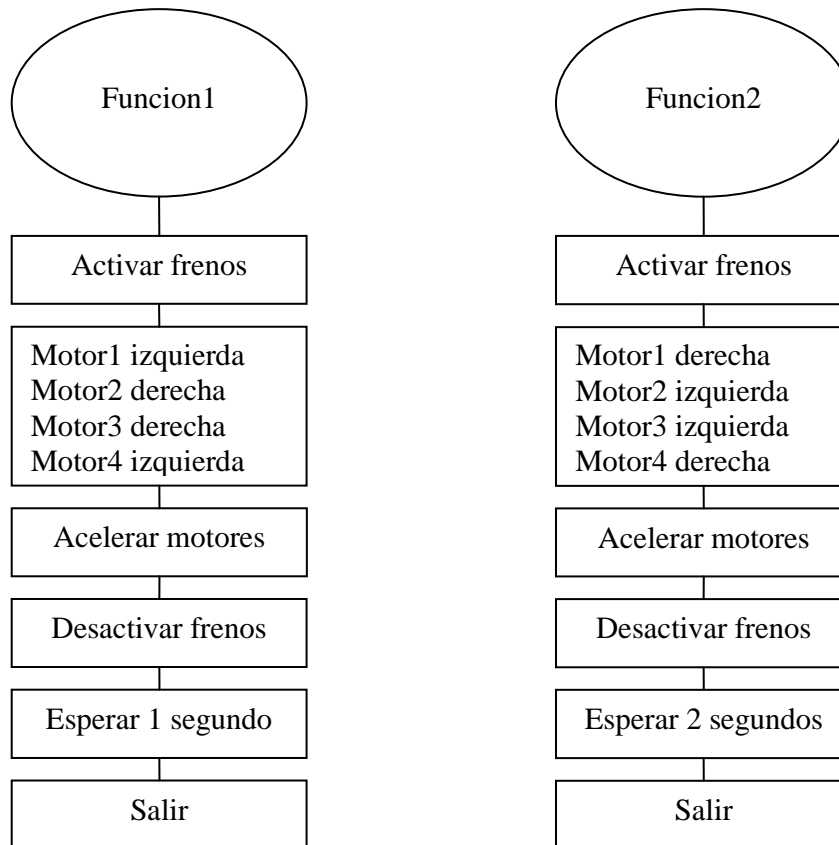 Funcion1
Activar frenos
Motor1 izquierda
Motor2 derecha
Motor3 derecha
Motor4 izquierda
Acelerar motores
Desactivar frenos
Esperar 1 segundo
Salir
Funcion2
Activar frenos
Motor1 derecha
Motor2 izquierda
Motor3 izquierda
Motor4 derecha
Acelerar motores
Desactivar frenos
Esperar 2 segundos
Salir